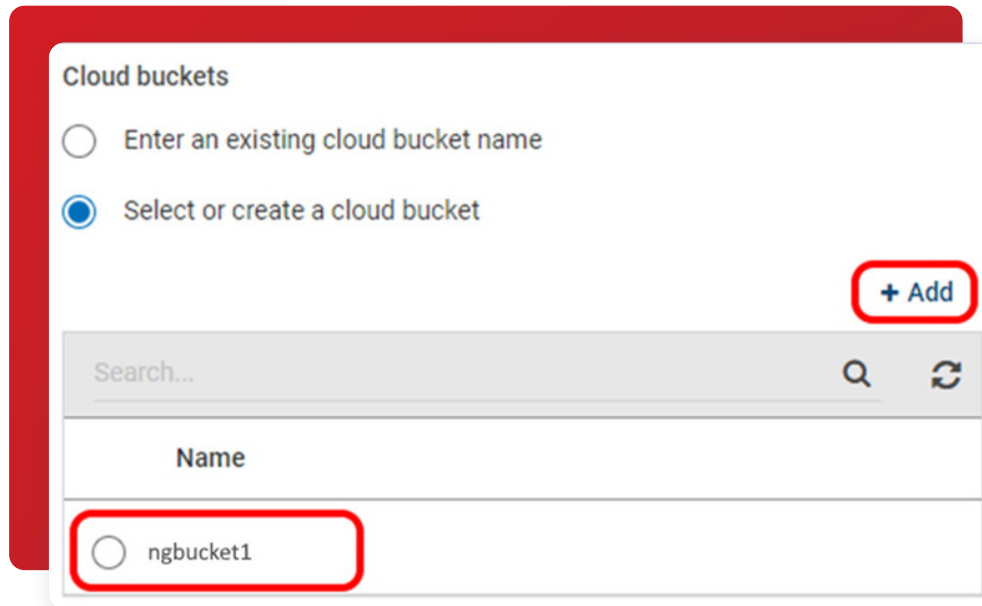 Cloud buckets
Enter an existing cloud bucket name
Select or create a cloud bucket
+ Add
Search...
Name
ngbucket1